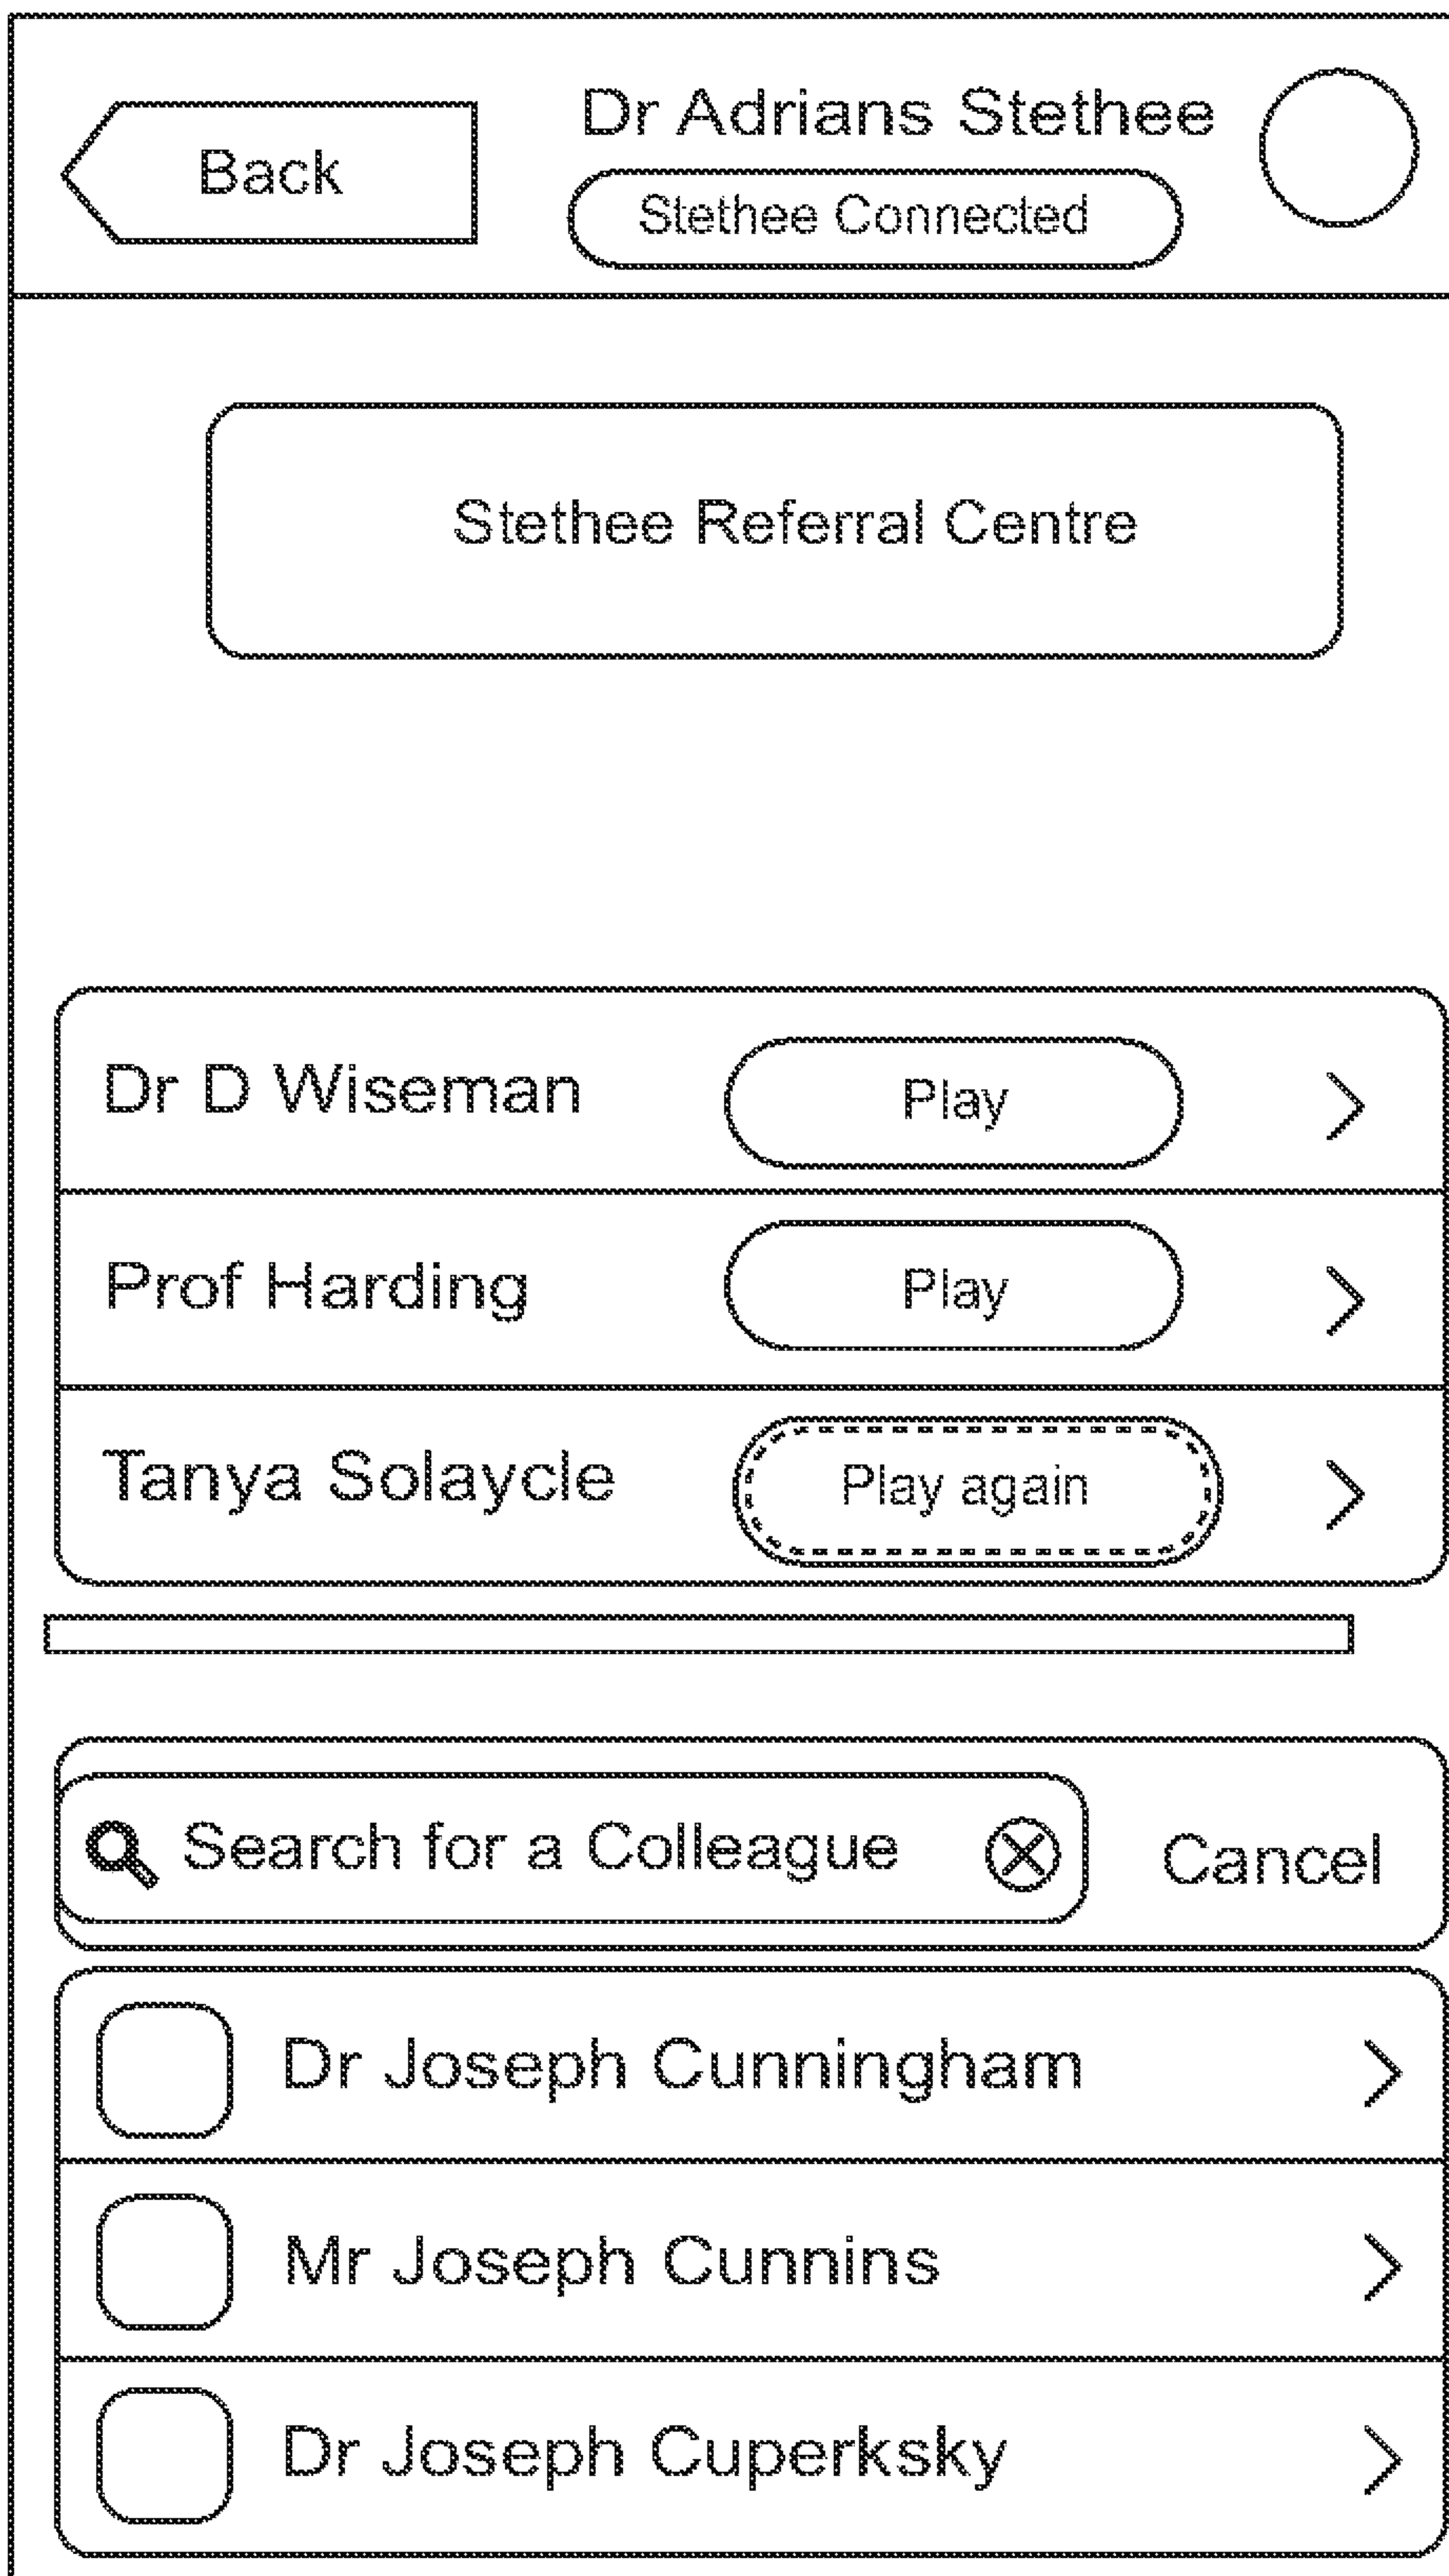 Back
Dr Adrians Stethee
Stethee Connected
Stethee Referral Centre
Dr D Wiseman
Play
Prof Harding
Play
Tanya Solaycle
Play again
Search for a Colleague
Cancel
Dr Joseph Cunningham
Mr Joseph Cunnins
Dr Joseph Cuperksky